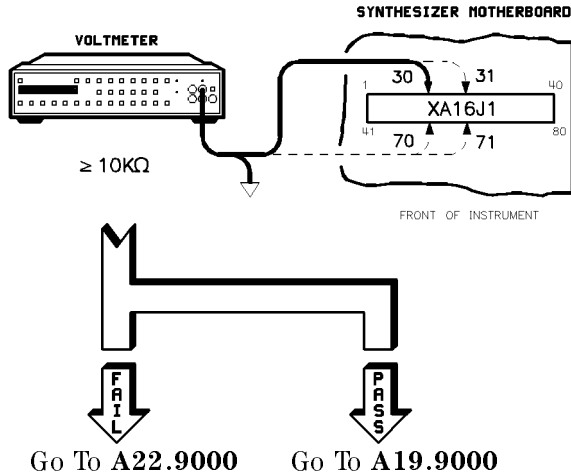 SYNTHESIZER MOTHERBOARD
VOLTMETER
30 31
1 40
XA16J1
41 80
70 71
≥ 10KΩ
FRONT OF INSTRUMENT
FAIL
PASS
Go To A22.9000 Go To A19.9000